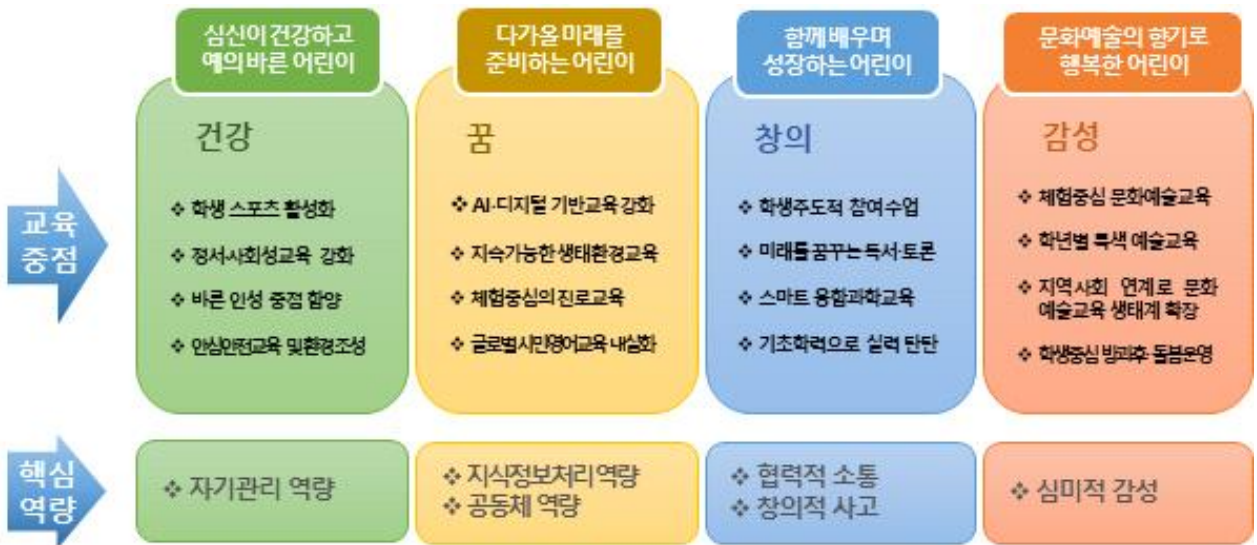 심신이 건강하고
예의 바른 어린이
다가올 미래를
준비하는 어린이
함께 배우며
성장하는 어린이
문화예술의 향기로
행복한 어린이
교육
중점
건강
❖ 학생 스포츠 활성화
❖ 정서·사회성교육 강화
❖ 바른 인성 중점 함양
❖ 안심안전교육 및 환경조성
꿈
❖ AI·디지털 기반교육 강화
❖ 지속가능한 생태환경교육
❖ 체험중심의 진로교육
❖ 글로벌시민영어교육 내실화
창의
❖ 학생주도적 참여 수업
❖ 미래를 꿈꾸는 독서·토론
❖ 스마트 융합과학교육
❖ 기초학력으로 실력 탄탄
감성
❖ 체험중심 문화예술교육
❖ 학년별 특색 예술교육
❖ 지역사회 연계로 문화
예술교육 생태계 확장
❖ 학생중심 방과후·돌봄운영
핵심
역량
❖ 자기관리 역량
❖ 지식정보처리 역량
❖ 공동체 역량
❖ 협력적 소통
❖ 창의적 사고
❖ 심미적 감성